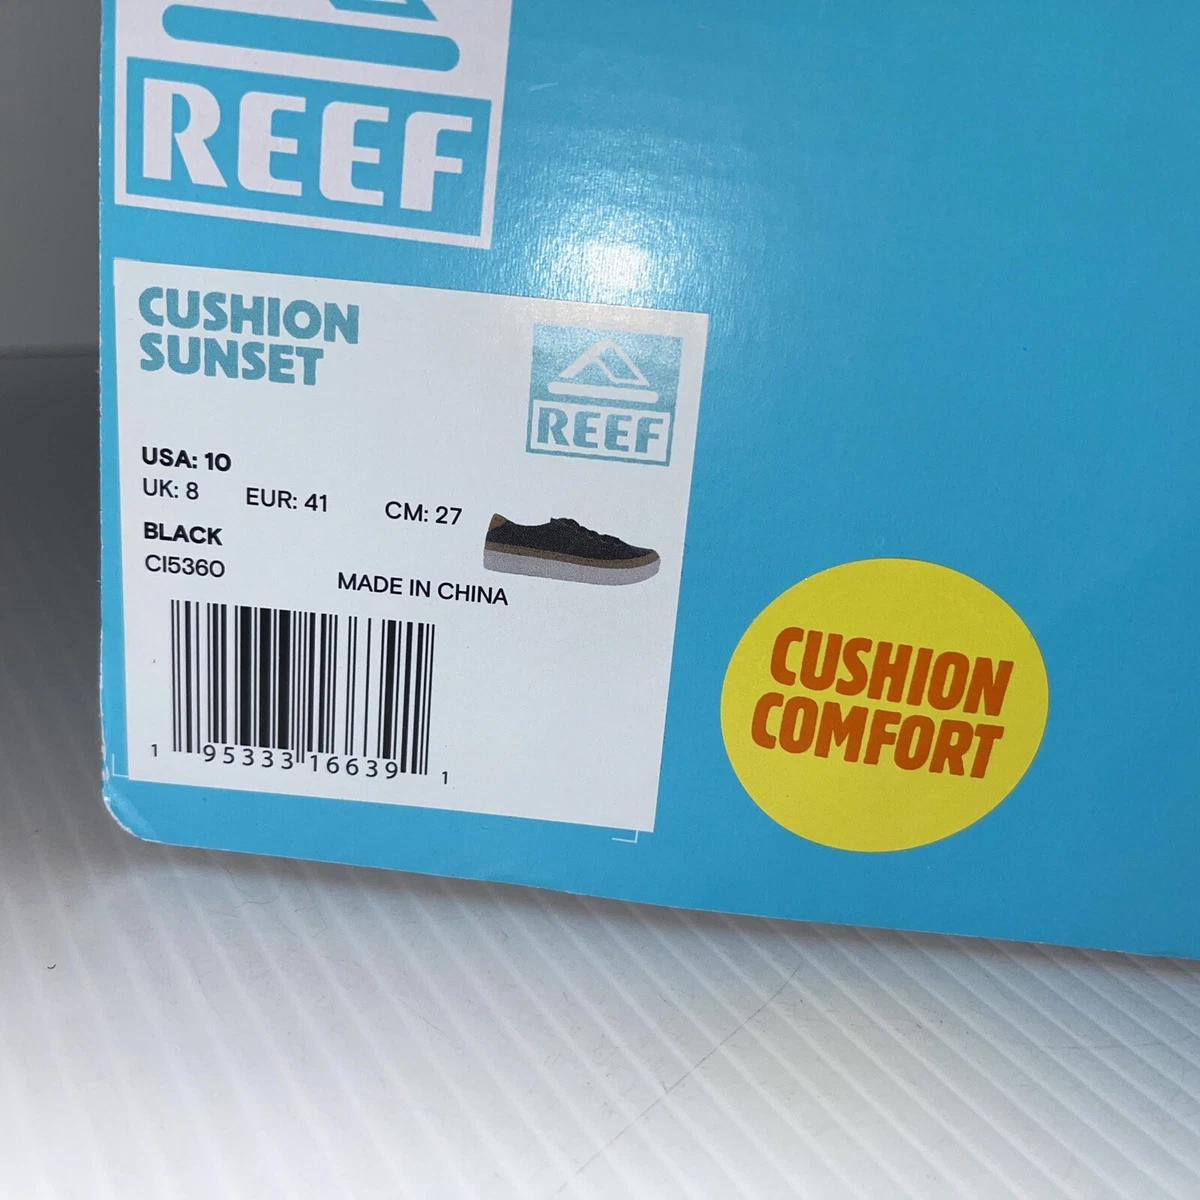 REEF
CUSHION
SUNSET
REEF
USA: 10
UK: 8 EUR: 41 CM: 27
BLACK
CI5360
MADE IN CHINA
1 95333 16639 1
CUSHION
COMFORT